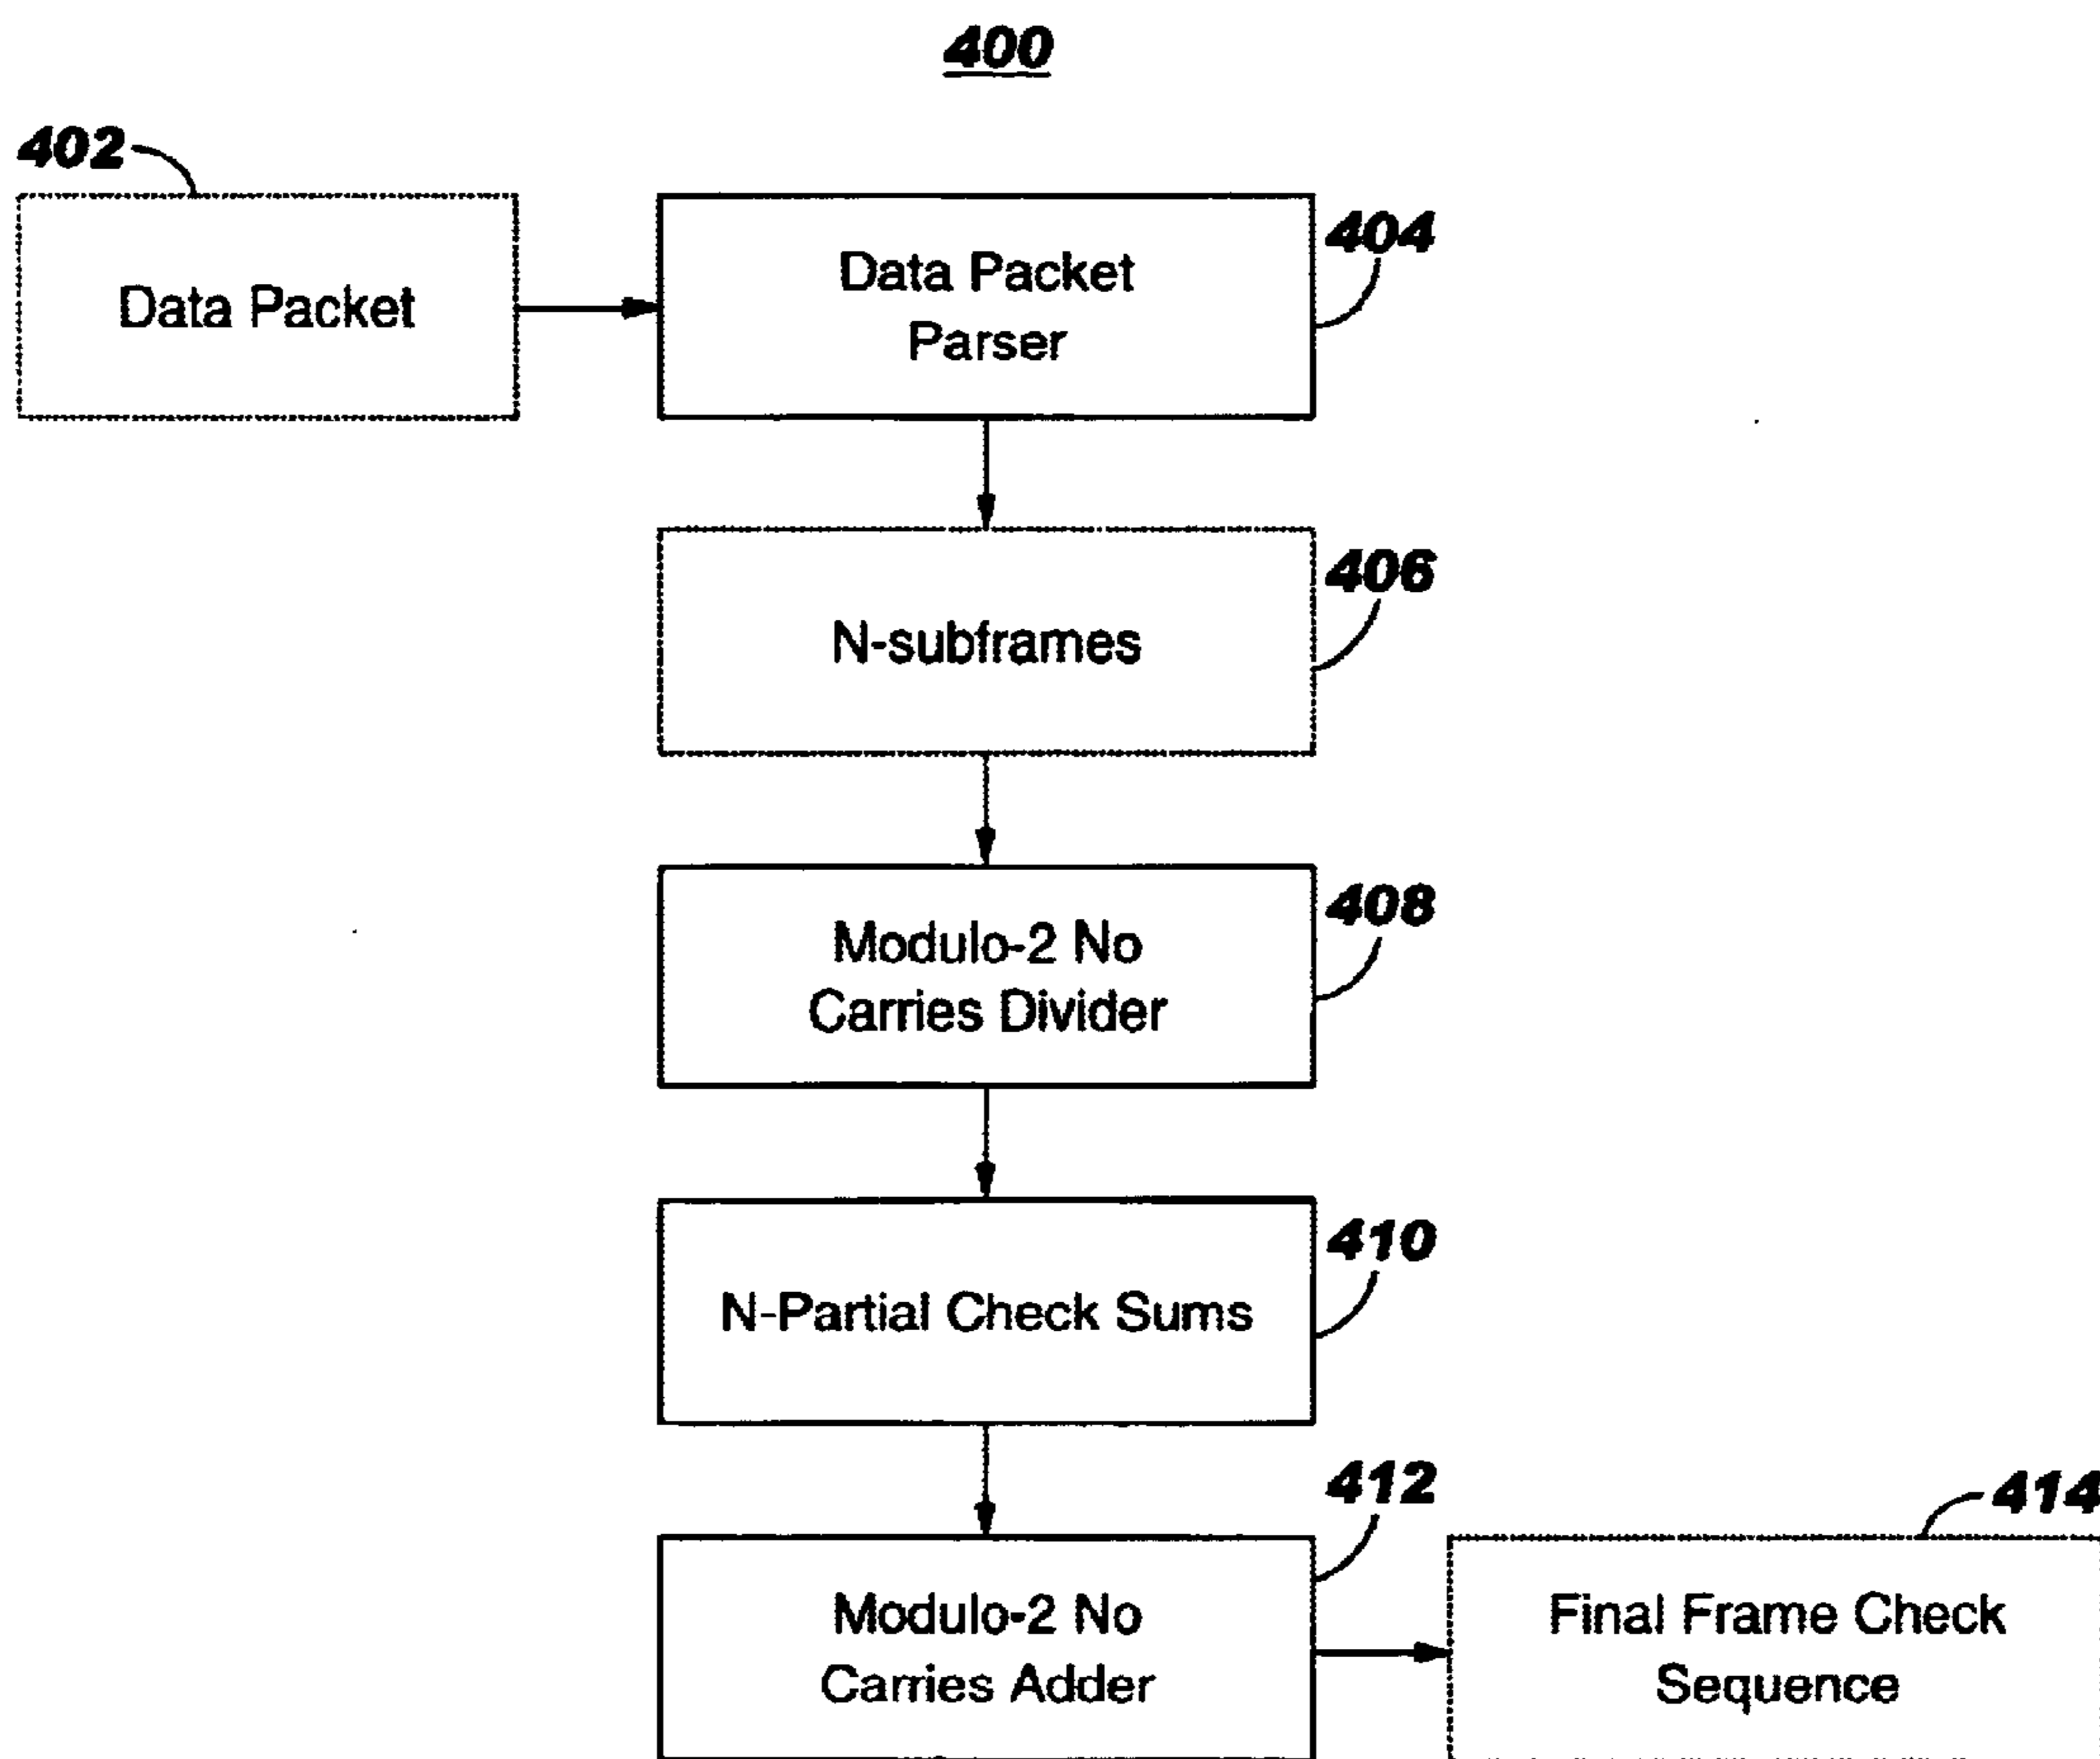 400
402
Data Packet
404
Data Packet
Parser
406
N-subframes
408
Modulo-2 No
Carries Divider
410
N-Partial Check Sums
412
Modulo-2 No
Carries Adder
414
Final Frame Check
Sequence